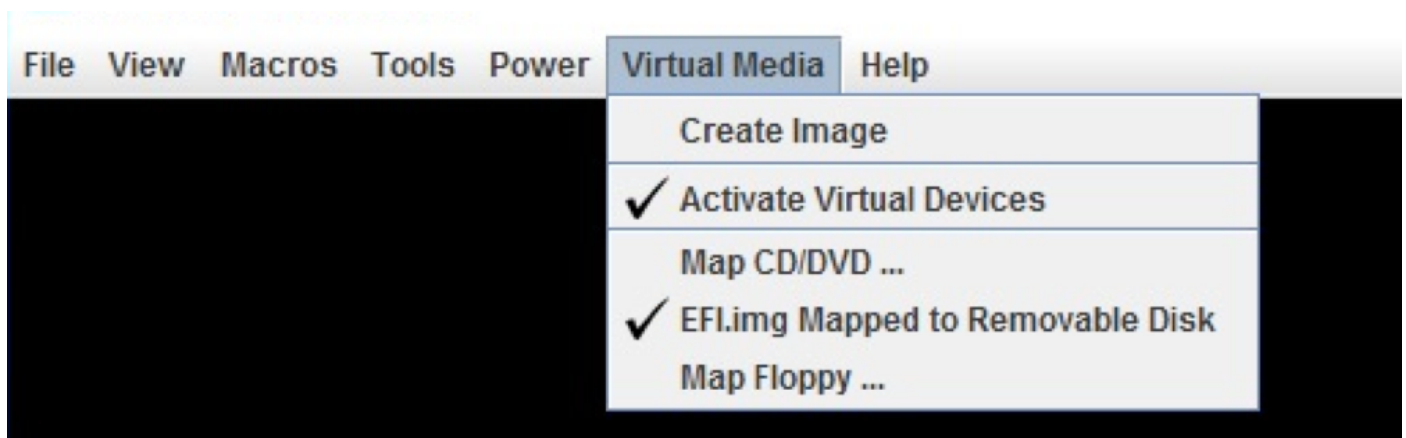 File View Macros Tools Power Virtual Media Help
Create Image
Activate Virtual Devices
Map CD/DVD ...
EFI.img Mapped to Removable Disk
Map Floppy ...